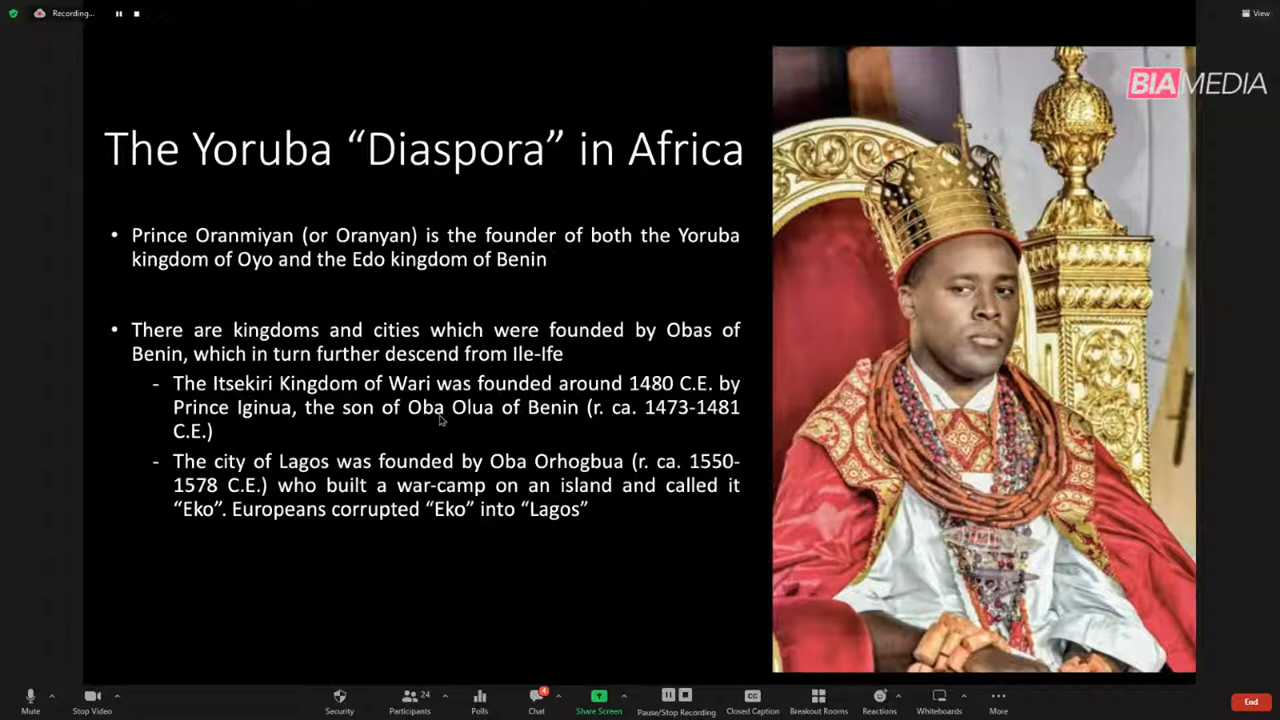 Recording...
View
BIAMEDIA
The Yoruba “Diaspora” in Africa
• Prince Oranmiyan (or Oranyan) is the founder of both the Yoruba
kingdom of Oyo and the Edo kingdom of Benin
• There are kingdoms and cities which were founded by Obas of
Benin, which in turn further descend from Ile-Ife
- The Itsekiri Kingdom of Wari was founded around 1480 C.E. by
Prince Iginua, the son of Oba Olua of Benin (r. ca. 1473-1481
C.E.)
- The city of Lagos was founded by Oba Orhogbua (r. ca. 1550-
1578 C.E.) who built a war-camp on an island and called it
“Eko”. Europeans corrupted “Eko” into “Lagos”
24
4
Mute
Stop Video
Security
Participants
Polls
Chat
Share Screen
Pause/Stop Recording
Closed Caption
Breakout Rooms
Reactions
Whiteboards
More
End